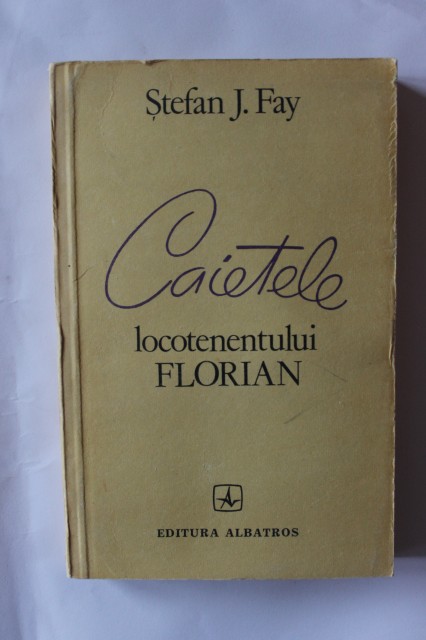 Ștefan J. Fay
Caietele
locotenentului
FLORIAN
EDITURA ALBATROS